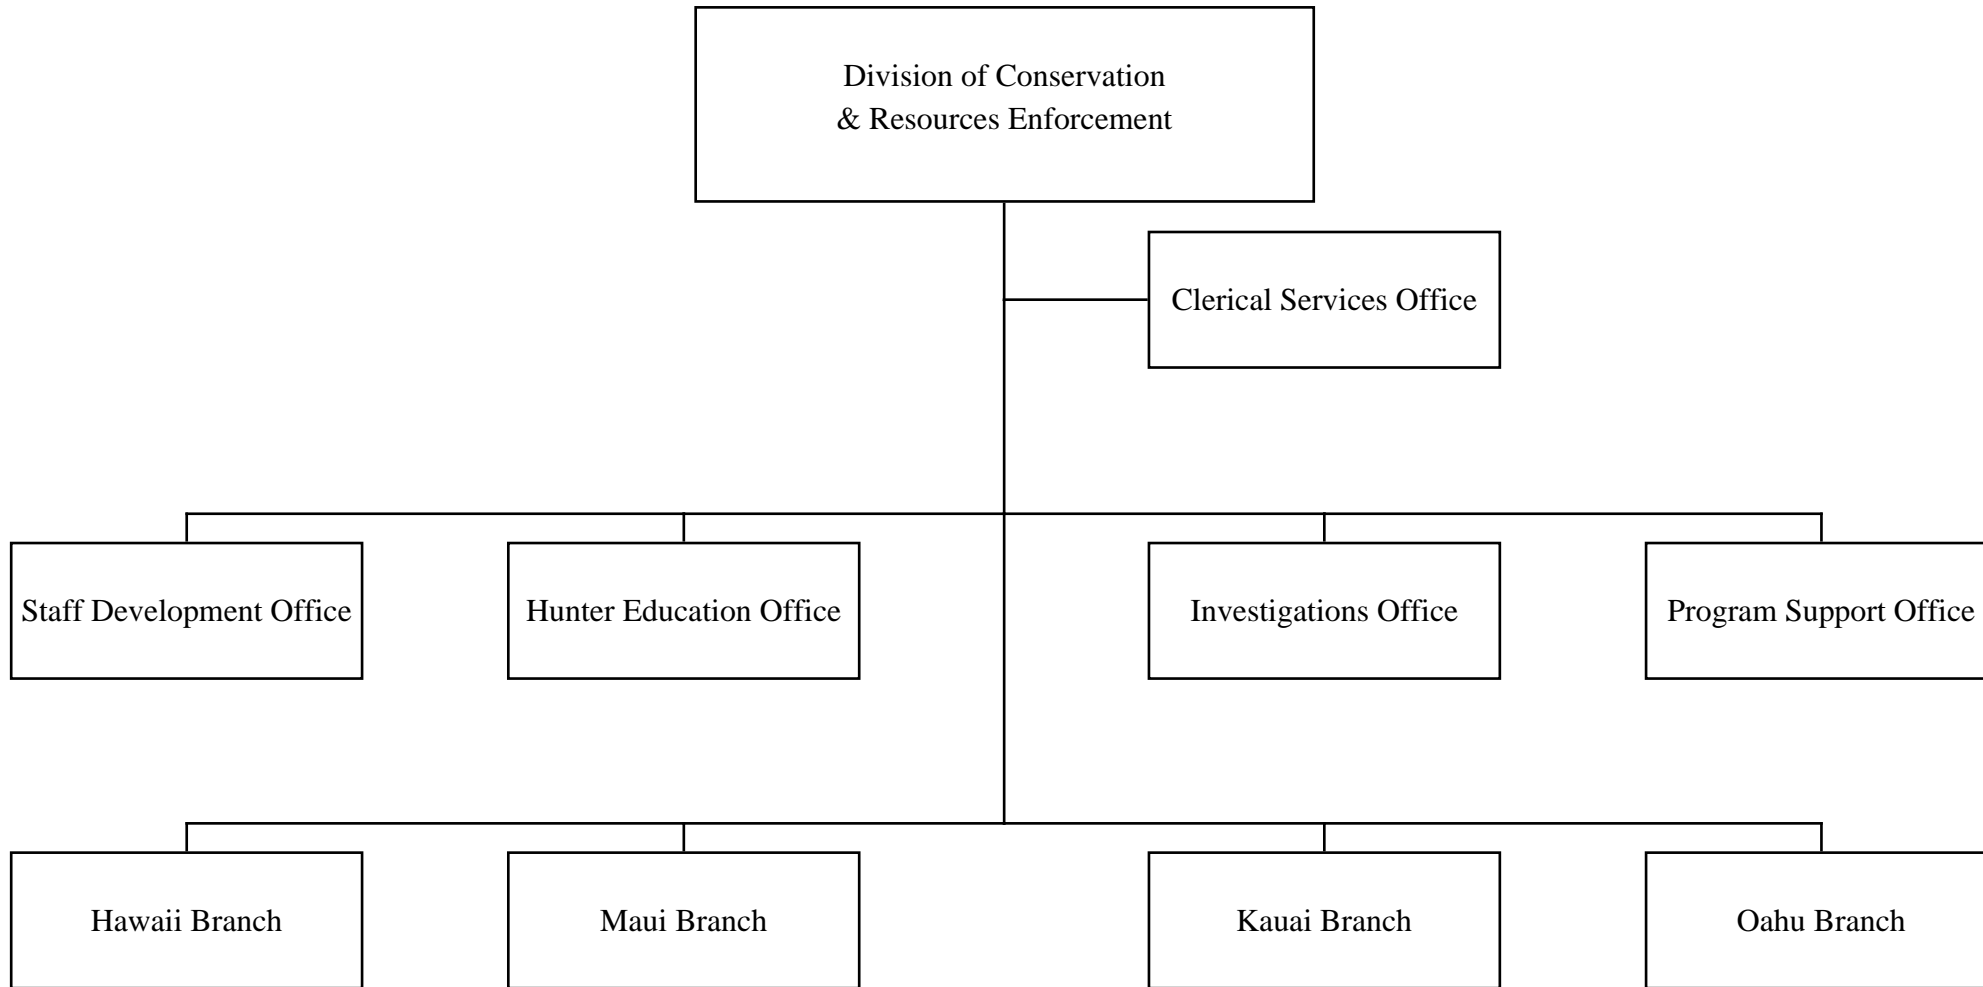 Division of Conservation
& Resources Enforcement
Clerical Services Office
Staff Development Office
Hunter Education Office
Investigations Office
Program Support Office
Hawaii Branch
Maui Branch
Kauai Branch
Oahu Branch